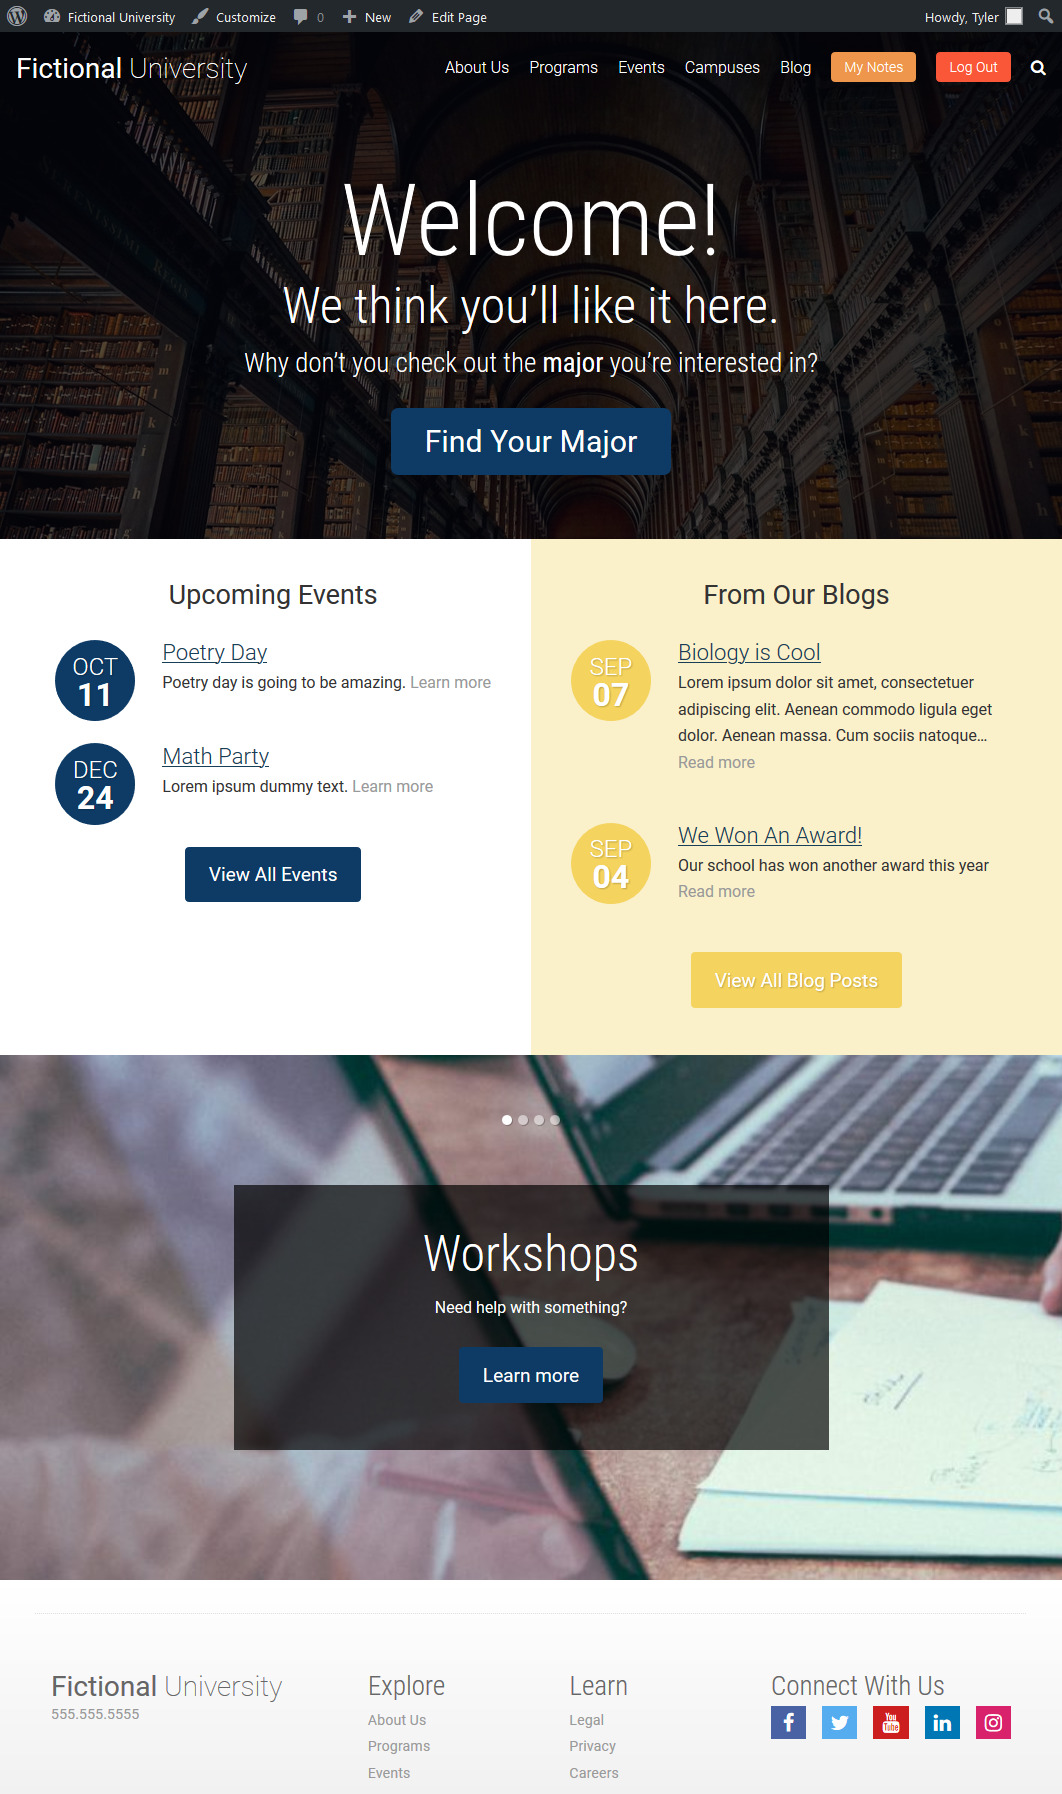 Fictional University Customize 0 New Edit Page Howdy, Tyler
Fictional University About Us Programs Events Campuses Blog My Notes Log Out
Welcome!
We think you’ll like it here.
Why don’t you check out the major you’re interested in?
Find Your Major
Upcoming Events
OCT
11
Poetry Day
Poetry day is going to be amazing. Learn more
DEC
24
Math Party
Lorem ipsum dummy text. Learn more
View All Events
From Our Blogs
SEP
07
Biology is Cool
Lorem ipsum dolor sit amet, consectetuer
adipiscing elit. Aenean commodo ligula eget
dolor. Aenean massa. Cum sociis natoque…
Read more
SEP
04
We Won An Award!
Our school has won another award this year
Read more
View All Blog Posts
Workshops
Need help with something?
Learn more
Fictional University
555.555.5555
Explore
About Us
Programs
Events
Learn
Legal
Privacy
Careers
Connect With Us
You
Tube